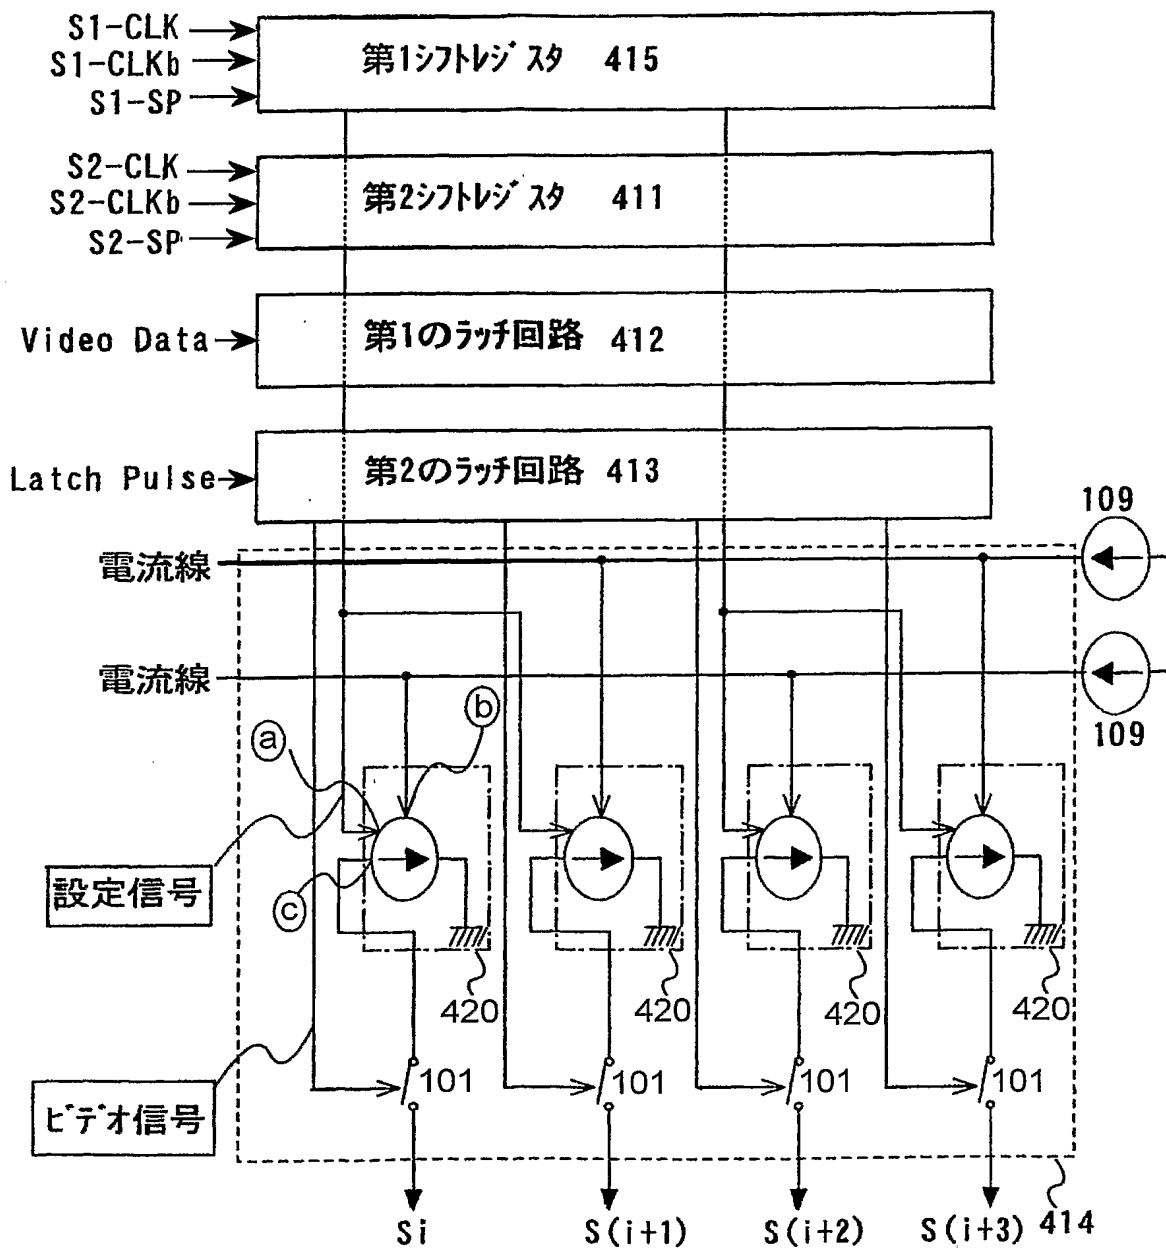 S1-CLK
S1-CLKb
S1-SP
第1シフトレジスタ 415
S2-CLK
S2-CLKb
S2-SP
第2シフトレジスタ 411
Video Data
第1のラッチ回路 412
Latch Pulse
第2のラッチ回路 413
109
電流線
電流線
109
a
b
c
設定信号
420
420
420
420
101
101
101
101
ビデオ信号
Si
S(i+1)
S(i+2)
S(i+3)
414